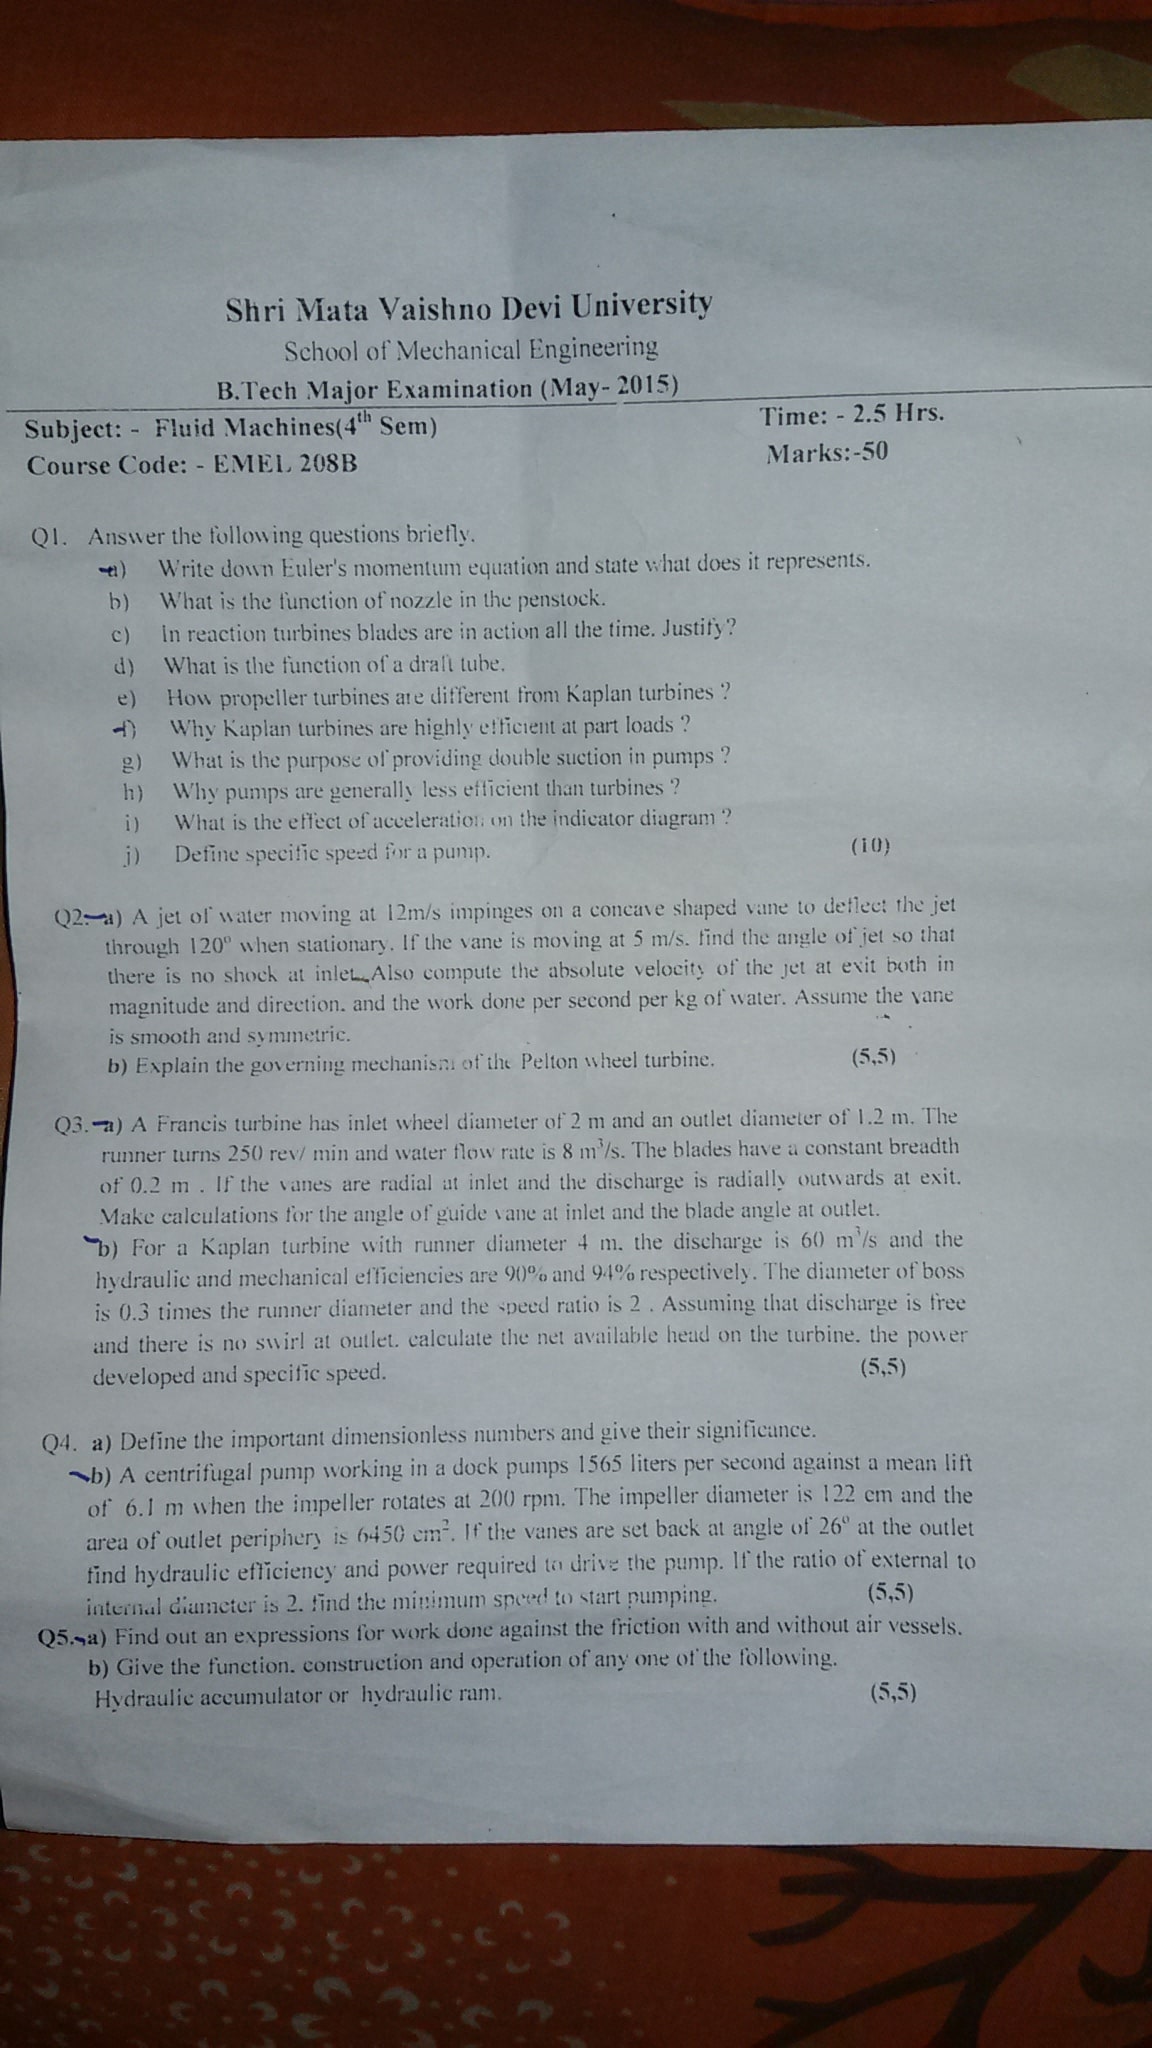 Shri Mata Vaishno Devi University
School of Mechanical Engineering
B.Tech Major Examination (May- 2015)
Subject: - Fluid Machines(4th Sem)
Time: - 2.5 Hrs.
Course Code: - EMEL 208B
Marks:-50
Q1. Answer the following questions briefly.
a) Write down Euler's momentum equation and state what does it represents.
b) What is the function of nozzle in the penstock.
c) In reaction turbines blades are in action all the time. Justify?
d) What is the function of a draft tube.
e) How propeller turbines are different from Kaplan turbines ?
f) Why Kaplan turbines are highly efficient at part loads ?
g) What is the purpose of providing double suction in pumps ?
h) Why pumps are generally less efficient than turbines ?
i) What is the effect of acceleration on the indicator diagram ?
j) Define specific speed for a pump. (10)
Q2. a) A jet of water moving at 12m/s impinges on a concave shaped vane to deflect the jet
through 120° when stationary. If the vane is moving at 5 m/s. find the angle of jet so that
there is no shock at inlet. Also compute the absolute velocity of the jet at exit both in
magnitude and direction. and the work done per second per kg of water. Assume the vane
is smooth and symmetric.
b) Explain the governing mechanism of the Pelton wheel turbine. (5,5)
Q3. a) A Francis turbine has inlet wheel diameter of 2 m and an outlet diameter of 1.2 m. The
runner turns 250 rev/ min and water flow rate is 8 m³/s. The blades have a constant breadth
of 0.2 m . If the vanes are radial at inlet and the discharge is radially outwards at exit.
Make calculations for the angle of guide vane at inlet and the blade angle at outlet.
b) For a Kaplan turbine with runner diameter 4 m. the discharge is 60 m³/s and the
hydraulic and mechanical efficiencies are 90% and 94% respectively. The diameter of boss
is 0.3 times the runner diameter and the speed ratio is 2 . Assuming that discharge is free
and there is no swirl at outlet. calculate the net available head on the turbine. the power
developed and specific speed. (5,5)
Q4. a) Define the important dimensionless numbers and give their significance.
b) A centrifugal pump working in a dock pumps 1565 liters per second against a mean lift
of 6.1 m when the impeller rotates at 200 rpm. The impeller diameter is 122 cm and the
area of outlet periphery is 6450 cm². If the vanes are set back at angle of 26° at the outlet
find hydraulic efficiency and power required to drive the pump. If the ratio of external to
internal diameter is 2. find the minimum speed to start pumping. (5,5)
Q5. a) Find out an expressions for work done against the friction with and without air vessels.
b) Give the function. construction and operation of any one of the following.
Hydraulic accumulator or hydraulic ram. (5,5)